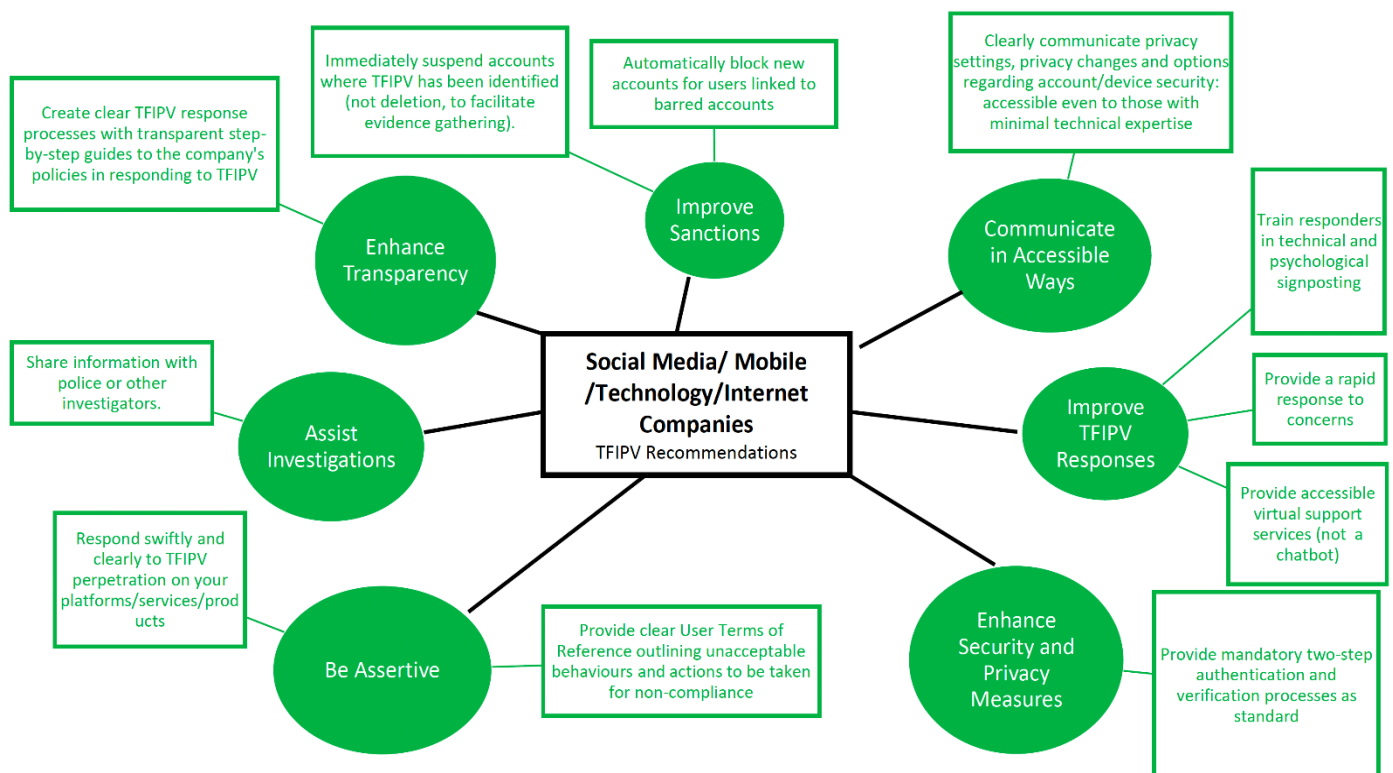 Create clear TFIPV response
processes with transparent step-
by-step guides to the company's
policies in responding to TFIPV
Immediately suspend accounts
where TFIPV has been identified
(not deletion, to facilitate
evidence gathering).
Automatically block new
accounts for users linked to
barred accounts
Clearly communicate privacy
settings, privacy changes and options
regarding account/device security:
accessible even to those with
minimal technical expertise
Enhance
Transparency
Improve
Sanctions
Communicate
in Accessible
Ways
Train responders
in technical and
psychological
signposting
Share information with
police or other
investigators.
Assist
Investigations
Social Media/ Mobile
/Technology/Internet
Companies
TFIPV Recommendations
Improve
TFIPV
Responses
Provide a rapid
response to
concerns
Provide accessible
virtual support
services (not a
chatbot)
Respond swiftly and
clearly to TFIPV
perpetration on your
platforms/services/prod
ucts
Be Assertive
Provide clear User Terms of
Reference outlining unacceptable
behaviours and actions to be taken
for non-compliance
Enhance
Security and
Privacy
Measures
Provide mandatory two-step
authentication and
verification processes as
standard